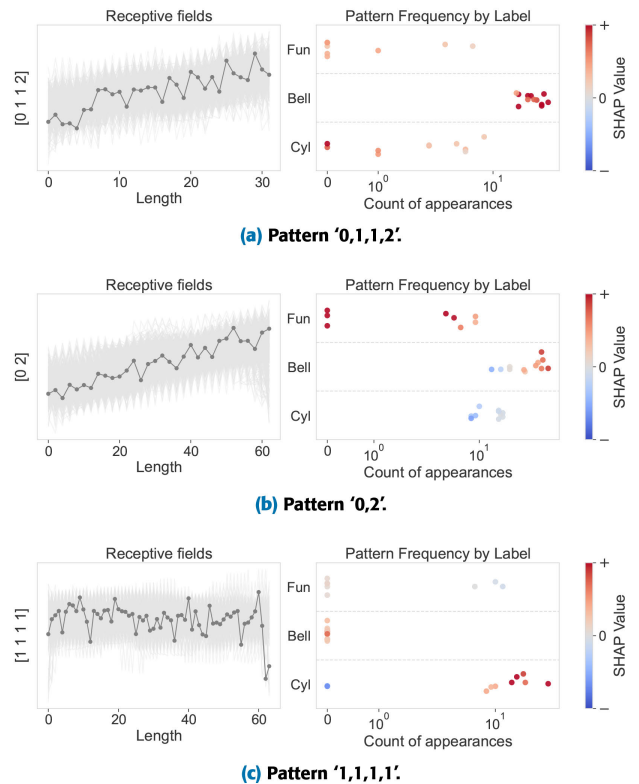 Receptive fields
Pattern Frequency by Label
[0 1 1 2]
Fun
Bell
Cyl
0 10 20 30
Length
0 10⁰ 10¹
Count of appearances
+
0
−
SHAP Value
(a) Pattern ‘0,1,1,2’.
Receptive fields
Pattern Frequency by Label
[0 2]
Fun
Bell
Cyl
0 20 40 60
Length
0 10⁰ 10¹
Count of appearances
+
0
−
SHAP Value
(b) Pattern ‘0,2’.
Receptive fields
Pattern Frequency by Label
[1 1 1 1]
Fun
Bell
Cyl
0 20 40 60
Length
0 10⁰ 10¹
Count of appearances
+
0
−
SHAP Value
(c) Pattern ‘1,1,1,1’.